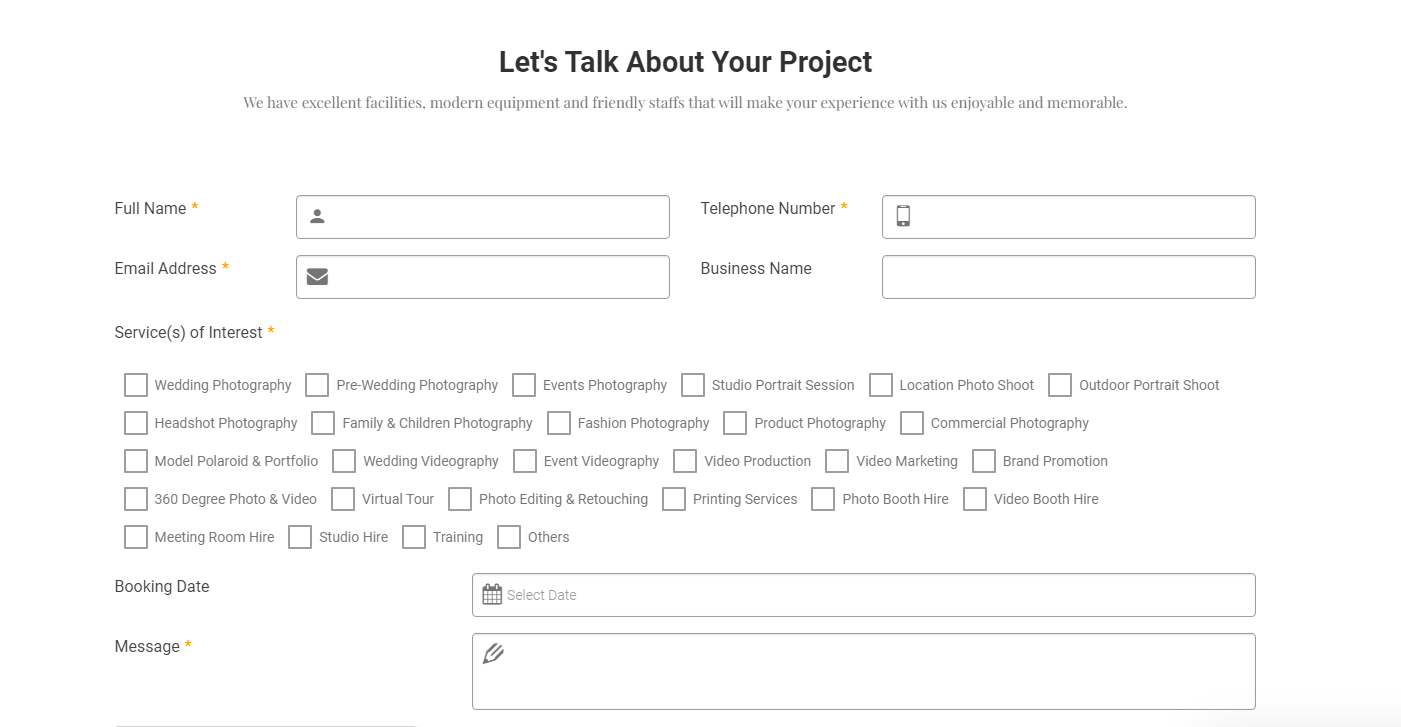 Let's Talk About Your Project
We have excellent facilities, modern equipment and friendly staffs that will make your experience with us enjoyable and memorable.
Full Name *
Telephone Number *
Email Address *
Business Name
Service(s) of Interest *
Wedding Photography Pre-Wedding Photography Events Photography Studio Portrait Session Location Photo Shoot Outdoor Portrait Shoot
Headshot Photography Family & Children Photography Fashion Photography Product Photography Commercial Photography
Model Polaroid & Portfolio Wedding Videography Event Videography Video Production Video Marketing Brand Promotion
360 Degree Photo & Video Virtual Tour Photo Editing & Retouching Printing Services Photo Booth Hire Video Booth Hire
Meeting Room Hire Studio Hire Training Others
Booking Date Select Date
Message *